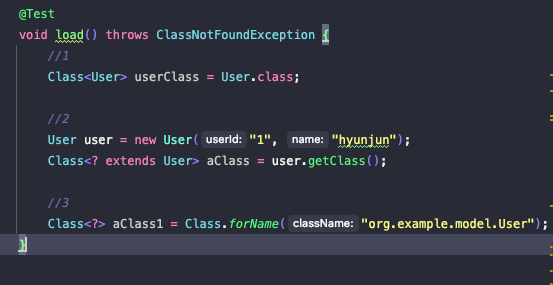 @Test
void load() throws ClassNotFoundException {
//1
Class<User> userClass = User.class;
//2
User user = new User( userId: "1", name: "hyunjun");
Class<? extends User> aClass = user.getClass();
//3
Class<?> aClass1 = Class.forName( className: "org.example.model.User");
}